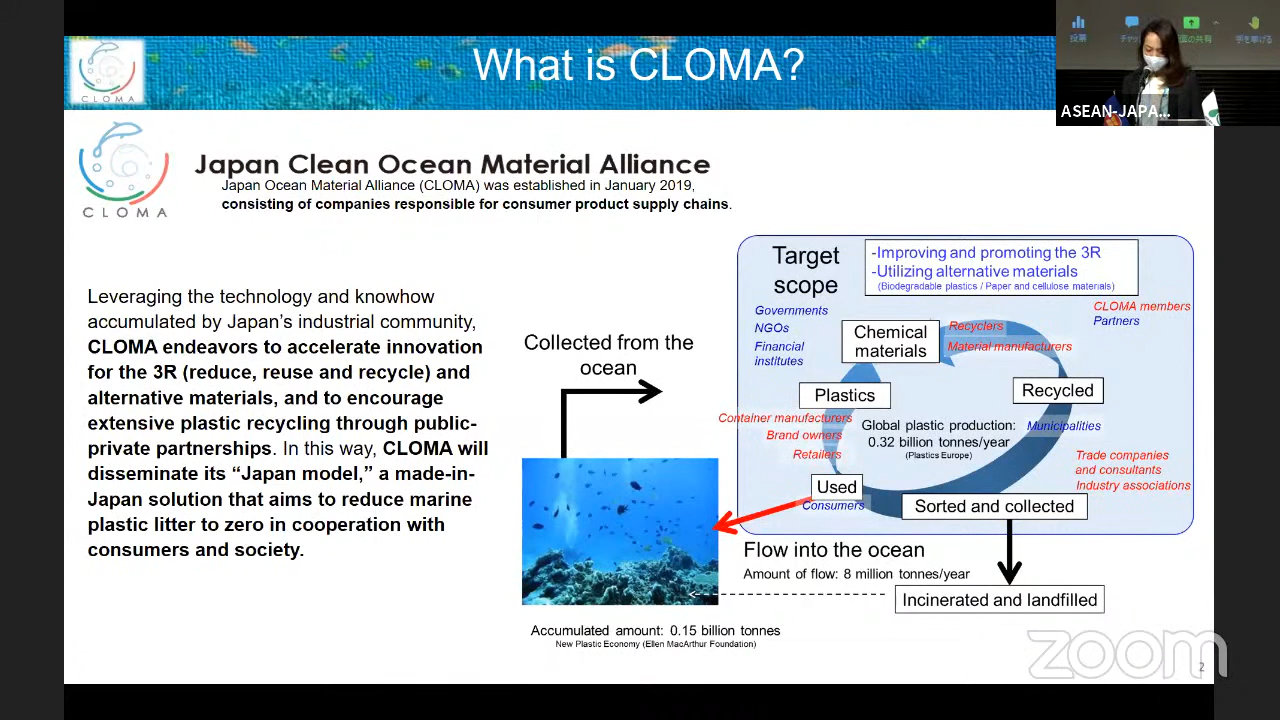 What is CLOMA?
CLOMA
投票
手を挙げる
ASEAN-JAPA...
CLOMA
Japan Clean Ocean Material Alliance
Japan Ocean Material Alliance (CLOMA) was established in January 2019,
consisting of companies responsible for consumer product supply chains.
Leveraging the technology and knowhow
accumulated by Japan's industrial community,
CLOMA endeavors to accelerate innovation
for the 3R (reduce, reuse and recycle) and
alternative materials, and to encourage
extensive plastic recycling through public-
private partnerships. In this way, CLOMA will
disseminate its “Japan model,” a made-in-
Japan solution that aims to reduce marine
plastic litter to zero in cooperation with
consumers and society.
Collected from the
ocean
Accumulated amount: 0.15 billion tonnes
New Plastic Economy (Ellen MacArthur Foundation)
Target
scope
-Improving and promoting the 3R
-Utilizing alternative materials
(Biodegradable plastics / Paper and cellulose materials)
Governments
NGOs
Financial
institutes
CLOMA members
Partners
Chemical
materials
Recyclers
Material manufacturers
Plastics
Recycled
Container manufacturers
Brand owners
Retailers
Global plastic production:
0.32 billion tonnes/year
(Plastics Europe)
Municipalities
Trade companies
and consultants
Industry associations
Used
Consumers
Sorted and collected
Flow into the ocean
Amount of flow: 8 million tonnes/year
Incinerated and landfilled
zoom
2